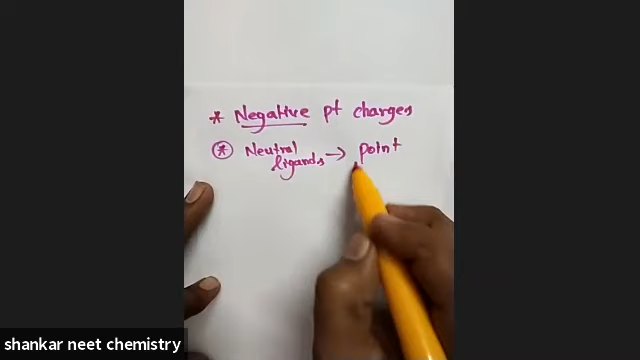 * Negative pt charges
* Neutral ligands → point
shankar neet chemistry